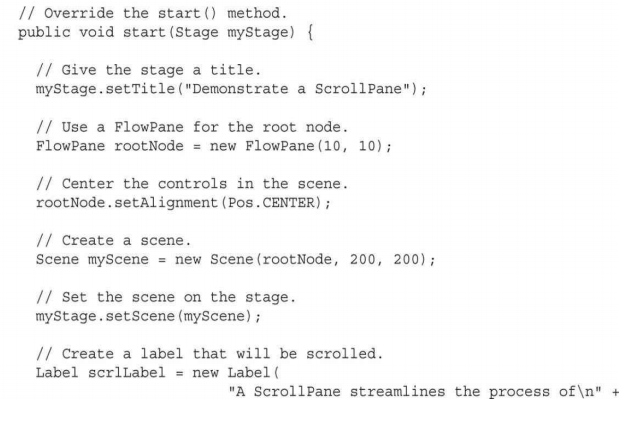 // Override the start() method.
public void start(Stage myStage) {
// Give the stage a title.
myStage.setTitle("Demonstrate a ScrollPane");
// Use a FlowPane for the root node.
FlowPane rootNode = new FlowPane(10, 10);
// Center the controls in the scene.
rootNode.setAlignment(Pos.CENTER);
// Create a scene.
Scene myScene = new Scene(rootNode, 200, 200);
// Set the scene on the stage.
myStage.setScene(myScene);
// Create a label that will be scrolled.
Label scrlLabel = new Label(
"A ScrollPane streamlines the process of\n" +